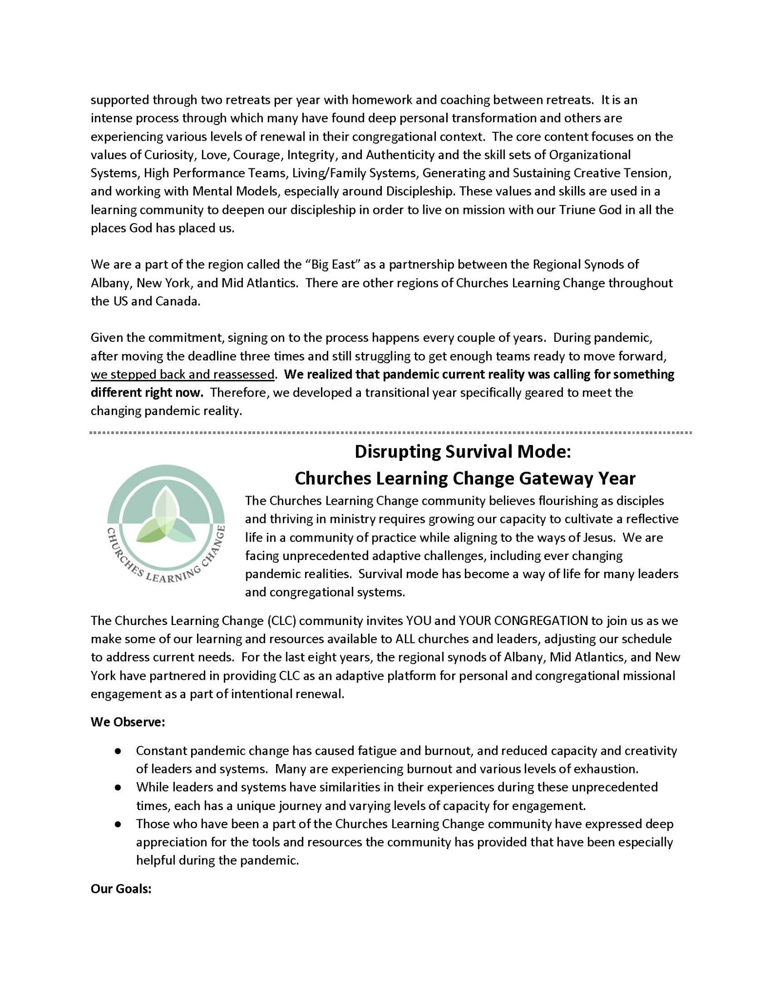 supported through two retreats per year with homework and coaching between retreats.  It is an
intense process through which many have found deep personal transformation and others are
experiencing various levels of renewal in their congregational context.  The core content focuses on the
values of Curiosity, Love, Courage, Integrity, and Authenticity and the skill sets of Organizational
Systems, High Performance Teams, Living/Family Systems, Generating and Sustaining Creative Tension,
and working with Mental Models, especially around Discipleship. These values and skills are used in a
learning community to deepen our discipleship in order to live on mission with our Triune God in all the
places God has placed us.
We are a part of the region called the “Big East” as a partnership between the Regional Synods of
Albany, New York, and Mid Atlantics.  There are other regions of Churches Learning Change throughout
the US and Canada.
Given the commitment, signing on to the process happens every couple of years.  During pandemic,
after moving the deadline three times and still struggling to get enough teams ready to move forward,
we stepped back and reassessed.  We realized that pandemic current reality was calling for something
different right now.  Therefore, we developed a transitional year specifically geared to meet the
changing pandemic reality.
Disrupting Survival Mode:
Churches Learning Change Gateway Year
CHURCHES LEARNING CHANGE
The Churches Learning Change community believes flourishing as disciples
and thriving in ministry requires growing our capacity to cultivate a reflective
life in a community of practice while aligning to the ways of Jesus.  We are
facing unprecedented adaptive challenges, including ever changing
pandemic realities.  Survival mode has become a way of life for many leaders
and congregational systems.
The Churches Learning Change (CLC) community invites YOU and YOUR CONGREGATION to join us as we
make some of our learning and resources available to ALL churches and leaders, adjusting our schedule
to address current needs.  For the last eight years, the regional synods of Albany, Mid Atlantics, and New
York have partnered in providing CLC as an adaptive platform for personal and congregational missional
engagement as a part of intentional renewal.
We Observe:
● Constant pandemic change has caused fatigue and burnout, and reduced capacity and creativity
of leaders and systems.  Many are experiencing burnout and various levels of exhaustion.
● While leaders and systems have similarities in their experiences during these unprecedented
times, each has a unique journey and varying levels of capacity for engagement.
● Those who have been a part of the Churches Learning Change community have expressed deep
appreciation for the tools and resources the community has provided that have been especially
helpful during the pandemic.
Our Goals: